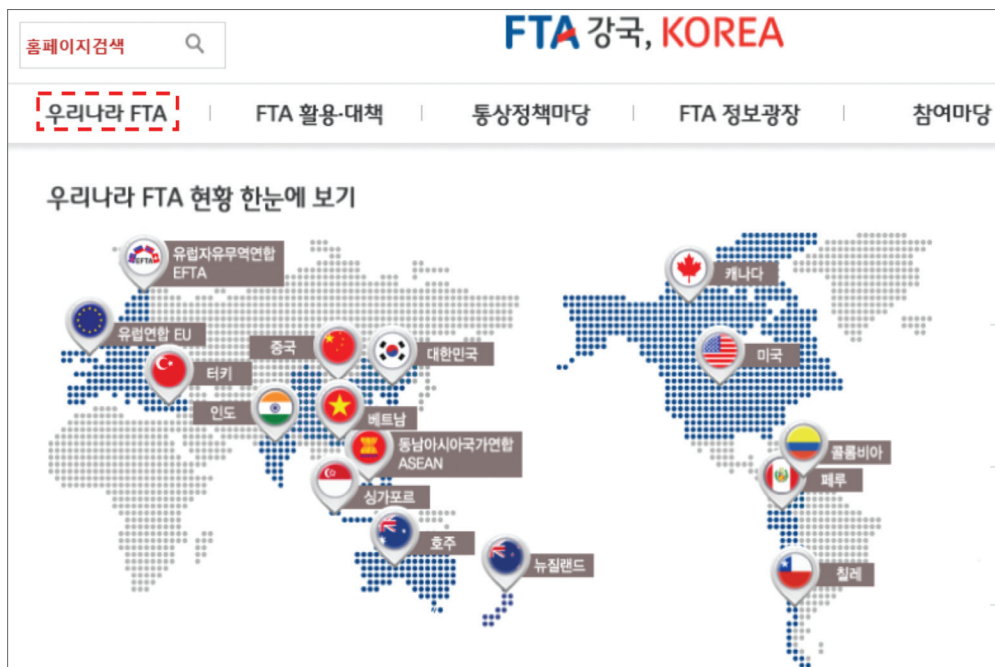 홈페이지검색
FTA 강국, KOREA
우리나라 FTA
FTA 활용·대책
통상정책마당
FTA 정보광장
참여마당
우리나라 FTA 현황 한눈에 보기
EFTA
유럽자유무역연합
EFTA
캐나다
유럽연합 EU
중국
대한민국
미국
터키
인도
베트남
동남아시아국가연합
ASEAN
콜롬비아
페루
싱가포르
호주
뉴질랜드
칠레